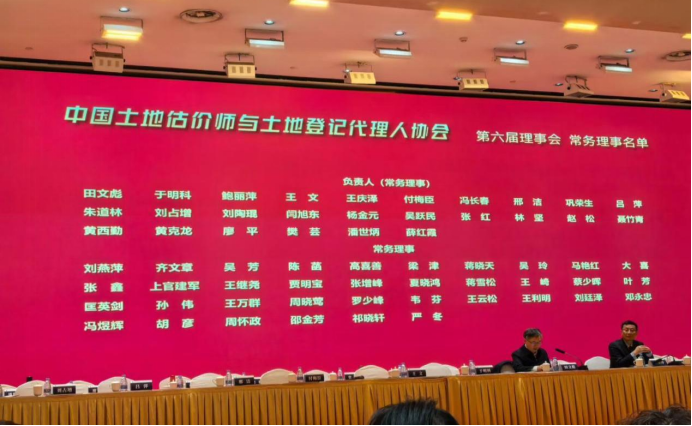 中国土地估价师与土地登记代理人协会 第六届理事会 常务理事名单
负责人（常务理事）
田文彪 于明科 鲍丽萍 王文 王庆泽 付梅臣 冯长春 邢洁 巩荣生 吕萍
朱道林 刘占增 刘陶琨 闫旭东 杨金元 吴跃民 张红 林坚 赵松 聂竹青
黄西勤 黄克龙 廖平 樊芸 潘世炳 薛红霞
常务理事
刘燕萍 齐文章 吴芳 陈茵 高喜善 梁津 蒋晓天 吴玲 马艳红 大喜
张鑫 上官建军 王继尧 贾明宝 张增峰 夏晓鸿 蒋雪松 王崎 蔡少晖 叶芳
匡英剑 孙伟 王万群 周晓莺 罗少峰 韦芬 王云松 王利明 刘廷泽 邓永忠
冯煜辉 胡彦 周怀政 邵金芳 祁晓轩 严冬